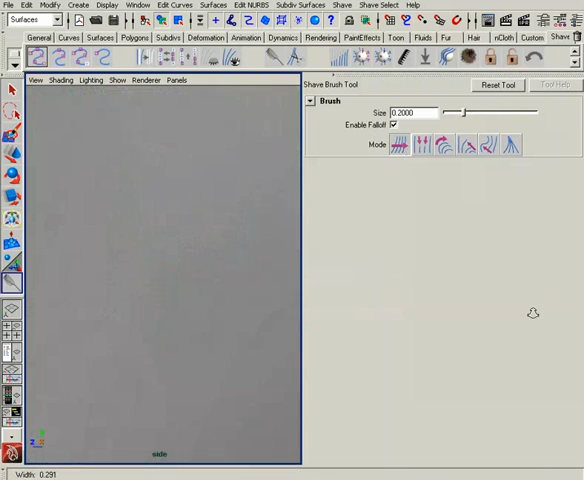 File Edit Modify Create Display Window Edit Curves Surfaces Edit NURBS Subdiv Surfaces Shave Shave Select Help
Surfaces
General Curves Surfaces Polygons Subdivs Deformation Animation Dynamics Rendering PaintEffects Toon Fluids Fur Hair nCloth Custom Shave
View Shading Lighting Show Renderer Panels
Shave Brush Tool Reset Tool Tool Help
Brush
Size 0.2000
Enable Falloff
Mode
side
Width: 0.291